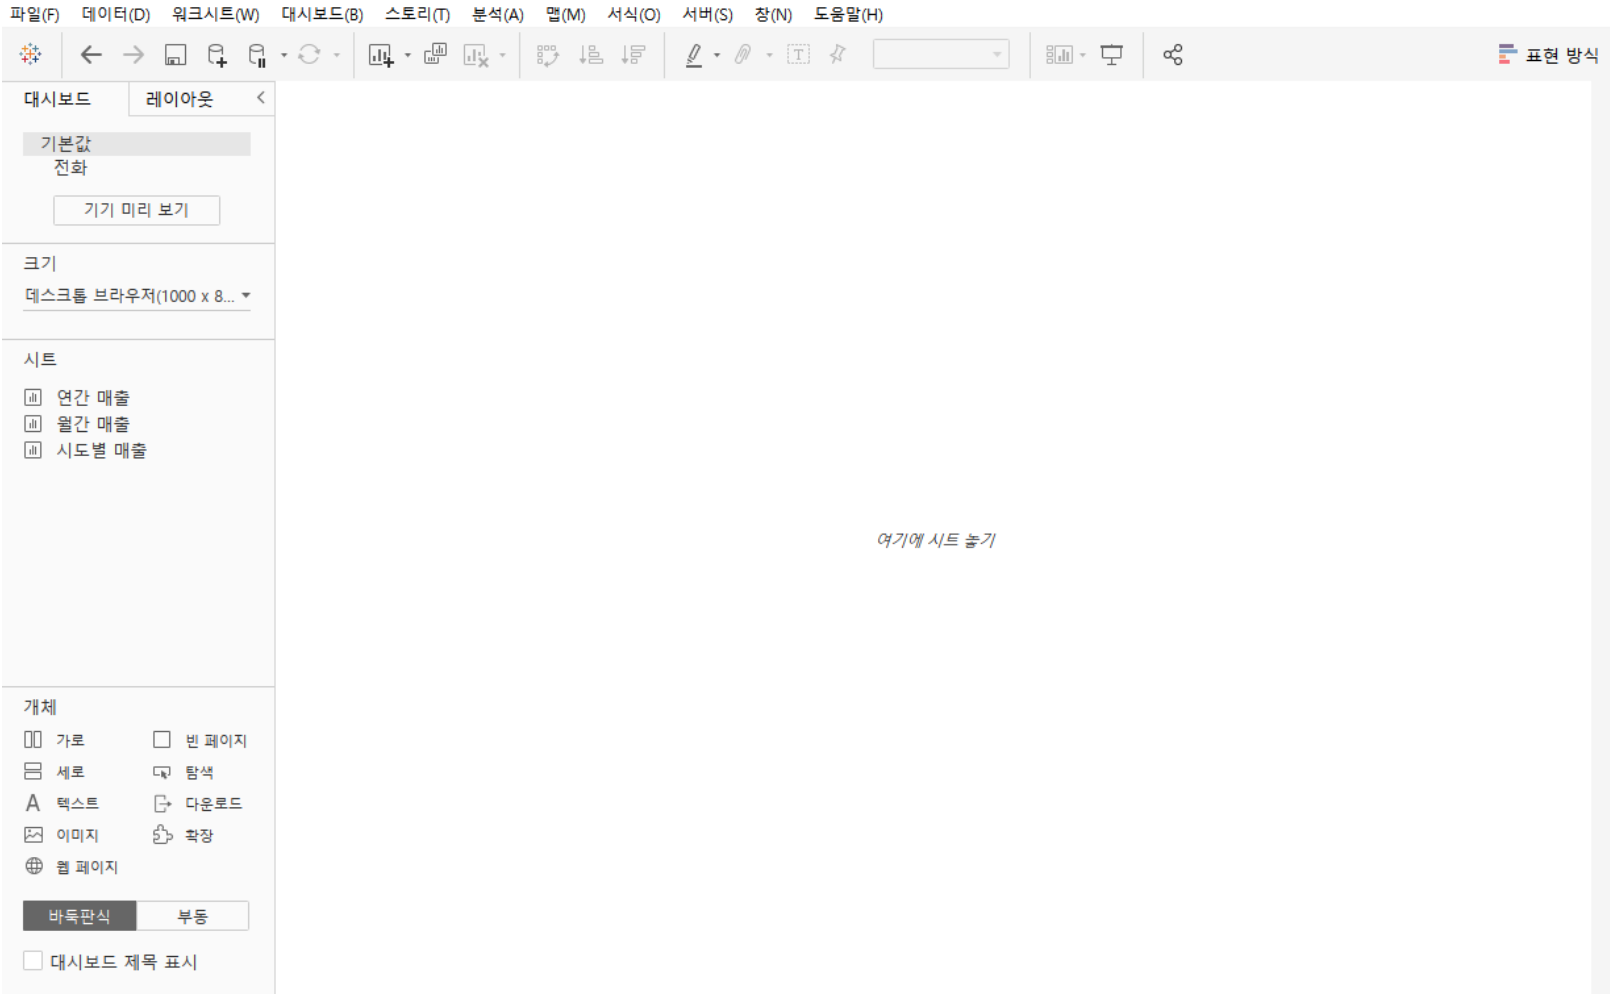 파일(F) 데이터(D) 워크시트(W) 대시보드(B) 스토리(T) 분석(A) 맵(M) 서식(O) 서버(S) 창(N) 도움말(H)
표현 방식
대시보드 레이아웃
기본값
전화
기기 미리 보기
크기
데스크톱 브라우저(1000 x 8...
시트
연간 매출
월간 매출
시도별 매출
여기에 시트 놓기
개체
가로 빈 페이지
세로 탐색
텍스트 다운로드
이미지 확장
웹 페이지
바둑판식 부동
대시보드 제목 표시